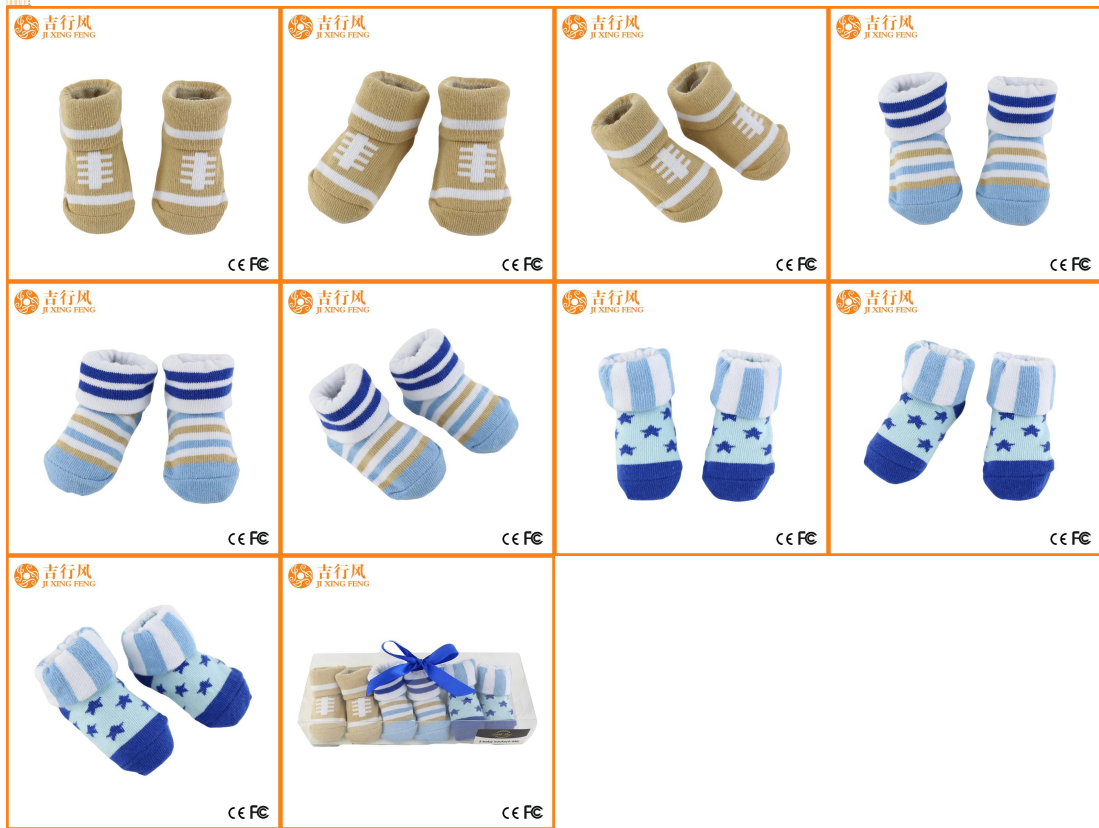 吉行风
JI XING FENG
吉行风
JI XING FENG
吉行风
JI XING FENG
吉行风
JI XING FENG
CE FC
CE FC
CE FC
CE FC
吉行风
JI XING FENG
吉行风
JI XING FENG
吉行风
JI XING FENG
吉行风
JI XING FENG
CE FC
CE FC
CE FC
CE FC
吉行风
JI XING FENG
吉行风
JI XING FENG
CE FC
CE FC